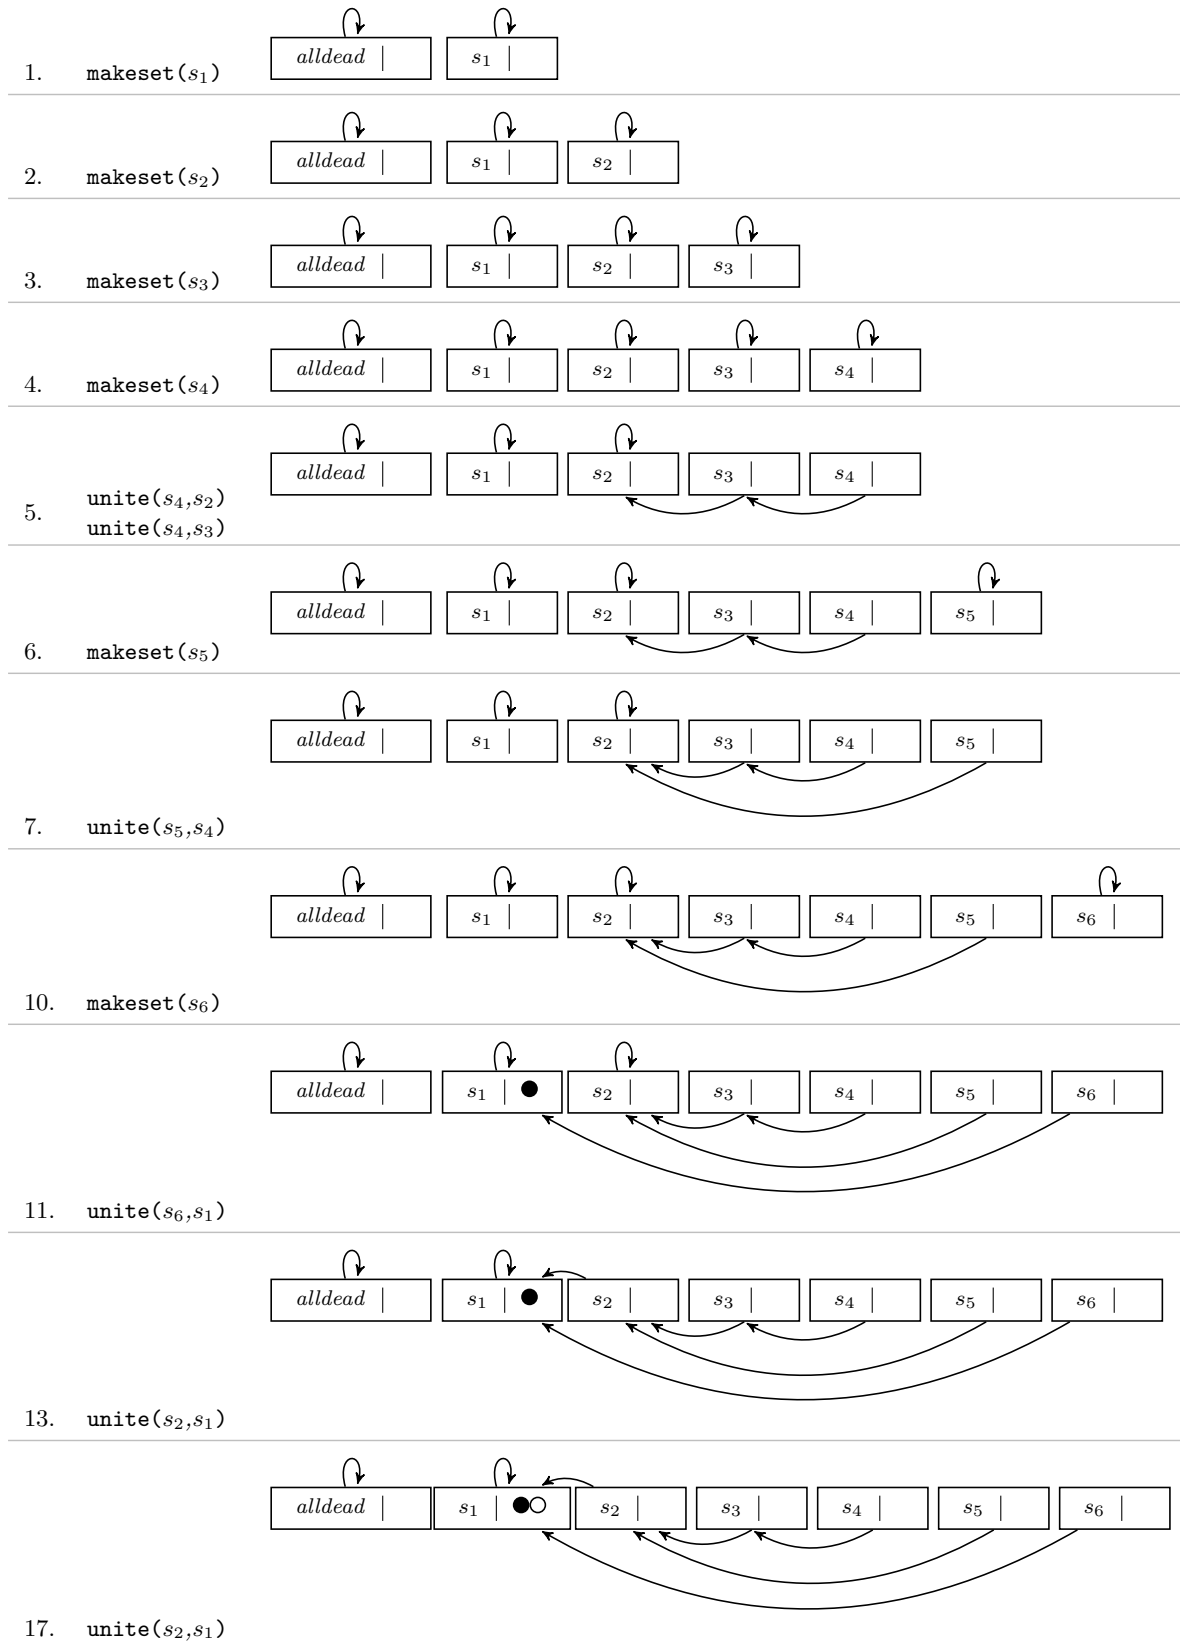 alldead | s₁ |
1. makeset(s₁)
alldead | s₁ | s₂ |
2. makeset(s₂)
alldead | s₁ | s₂ | s₃ |
3. makeset(s₃)
alldead | s₁ | s₂ | s₃ | s₄ |
4. makeset(s₄)
alldead | s₁ | s₂ | s₃ | s₄ |
unite(s₄,s₂)
5.
unite(s₄,s₃)
alldead | s₁ | s₂ | s₃ | s₄ | s₅ |
6. makeset(s₅)
alldead | s₁ | s₂ | s₃ | s₄ | s₅ |
7. unite(s₅,s₄)
alldead | s₁ | s₂ | s₃ | s₄ | s₅ | s₆ |
10. makeset(s₆)
alldead | s₁ | ● s₂ | s₃ | s₄ | s₅ | s₆ |
11. unite(s₆,s₁)
alldead | s₁ | ● s₂ | s₃ | s₄ | s₅ | s₆ |
13. unite(s₂,s₁)
alldead | s₁ | ●○ s₂ | s₃ | s₄ | s₅ | s₆ |
17. unite(s₂,s₁)